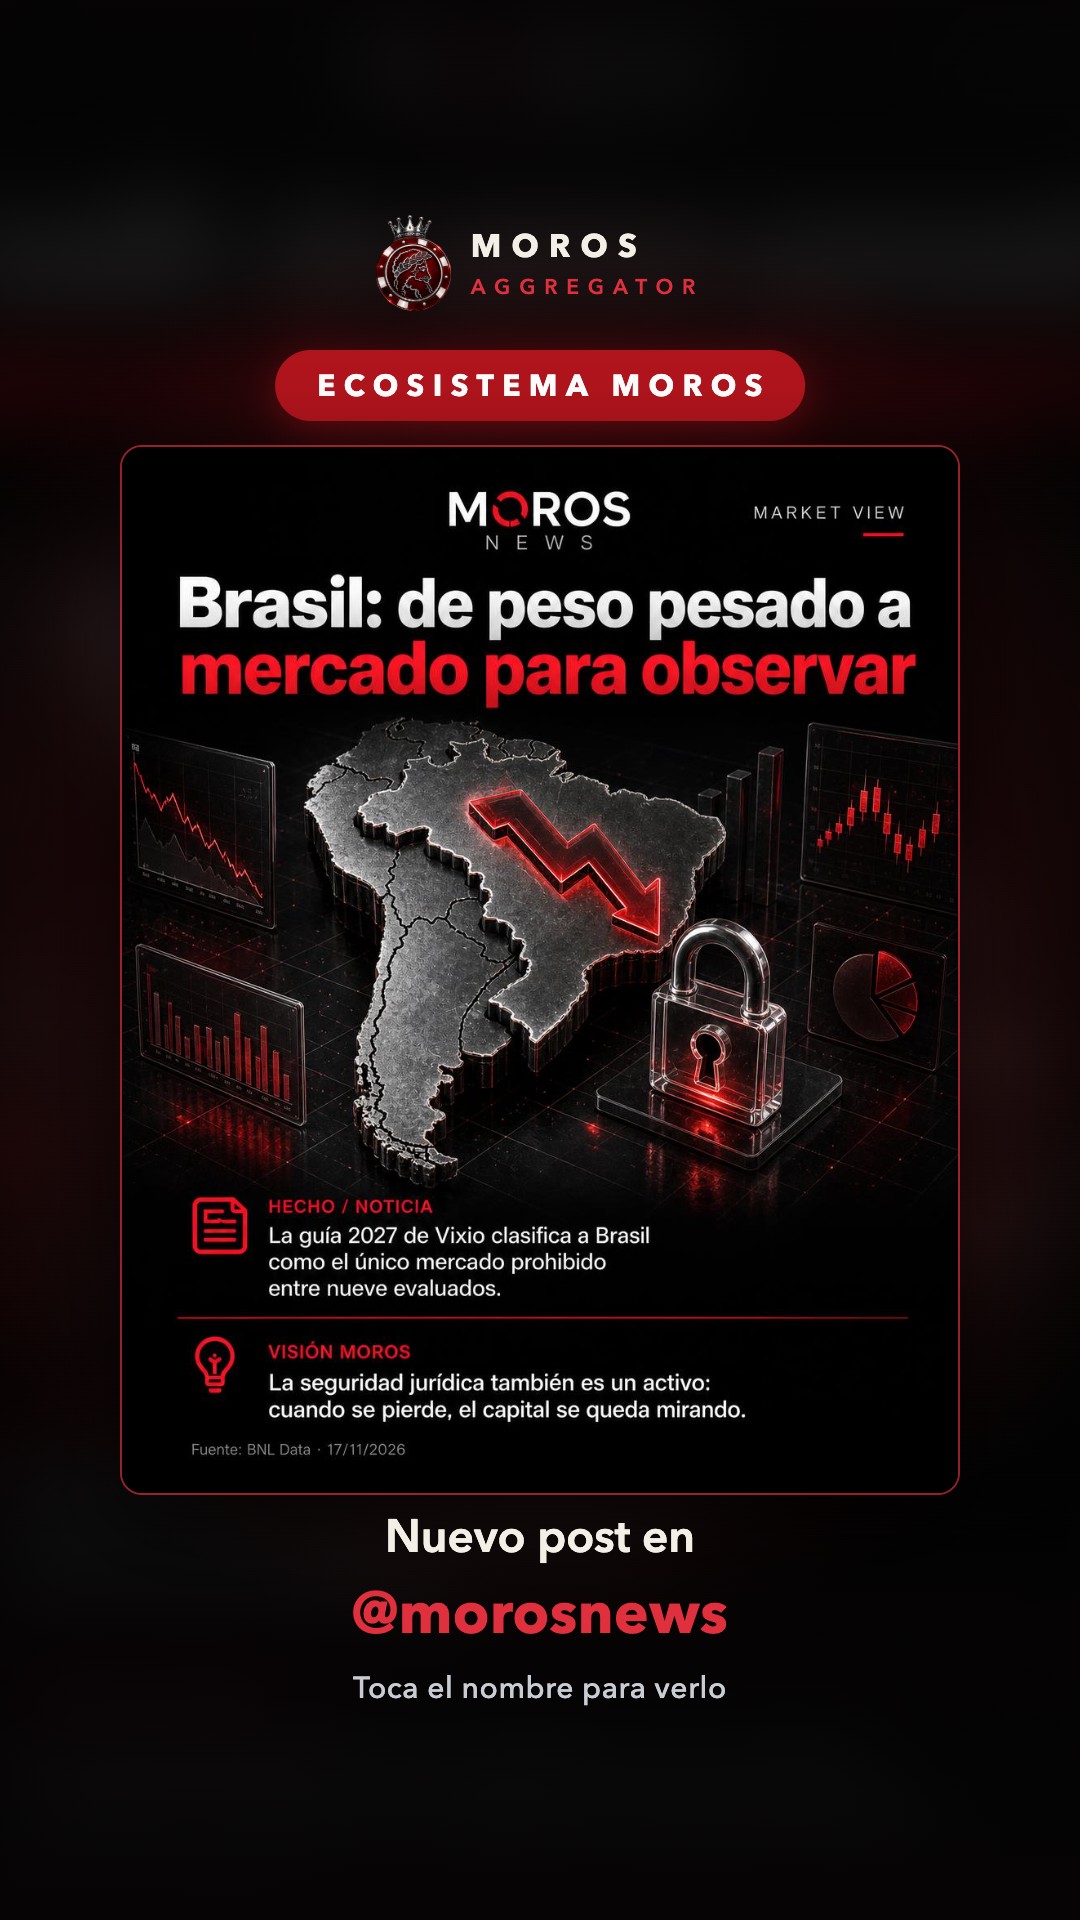 MOROS
AGGREGATOR
ECOSISTEMA MOROS
MOROS
NEWS
MARKET VIEW
Brasil: de peso pesado a
mercado para observar
HECHO / NOTICIA
La guía 2027 de Vixio clasifica a Brasil
como el único mercado prohibido
entre nueve evaluados.
VISIÓN MOROS
La seguridad jurídica también es un activo:
cuando se pierde, el capital se queda mirando.
Fuente: BNL Data · 17/11/2026
Nuevo post en
@morosnews
Toca el nombre para verlo